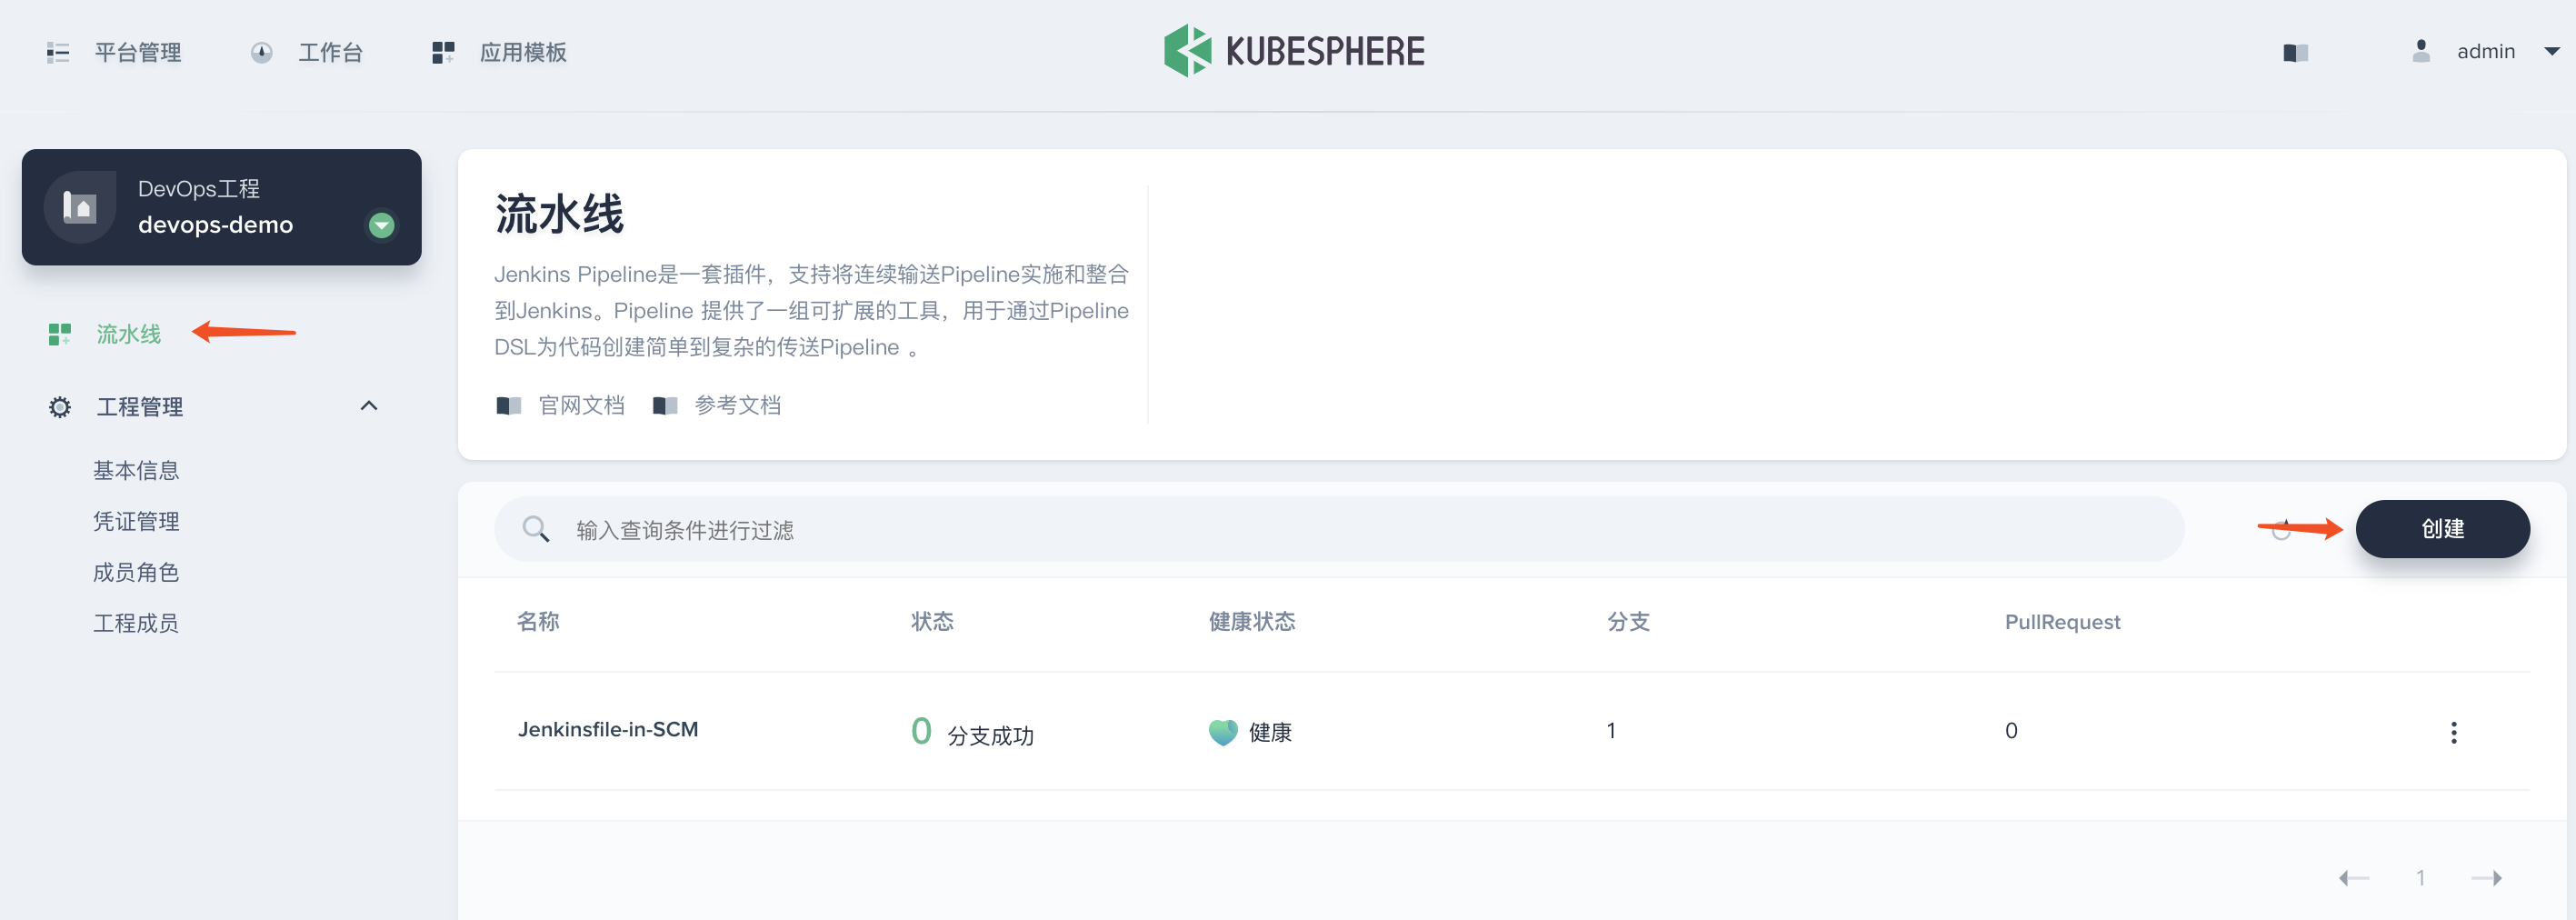 平台管理
工作台
应用模板
KUBESPHERE
admin
DevOps工程
devops-demo
流水线
工程管理
基本信息
凭证管理
成员角色
工程成员
流水线
Jenkins Pipeline是一套插件，支持将连续输送Pipeline实施和整合
到Jenkins。Pipeline 提供了一组可扩展的工具，用于通过Pipeline
DSL为代码创建简单到复杂的传送Pipeline 。
官网文档 参考文档
输入查询条件进行过滤
创建
名称 状态 健康状态 分支 PullRequest
Jenkinsfile-in-SCM 0 分支成功 健康 1 0
1